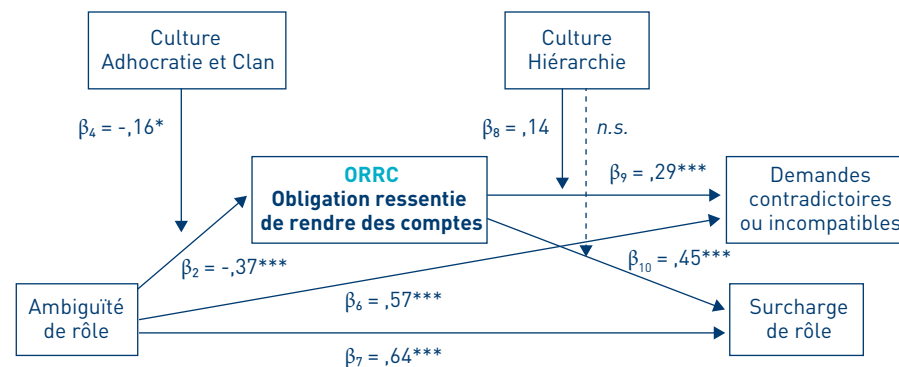 Culture
Adhocratie et Clan
Culture
Hiérarchie
β4 = -,16*
β8 = ,14
n.s.
ORRC
Obligation ressentie
de rendre des comptes
β9 = ,29***
Demandes
contradictoires
ou incompatibles
β2 = -,37***
β10 = ,45***
Ambiguïté
de rôle
β6 = ,57***
Surcharge
de rôle
β7 = ,64***